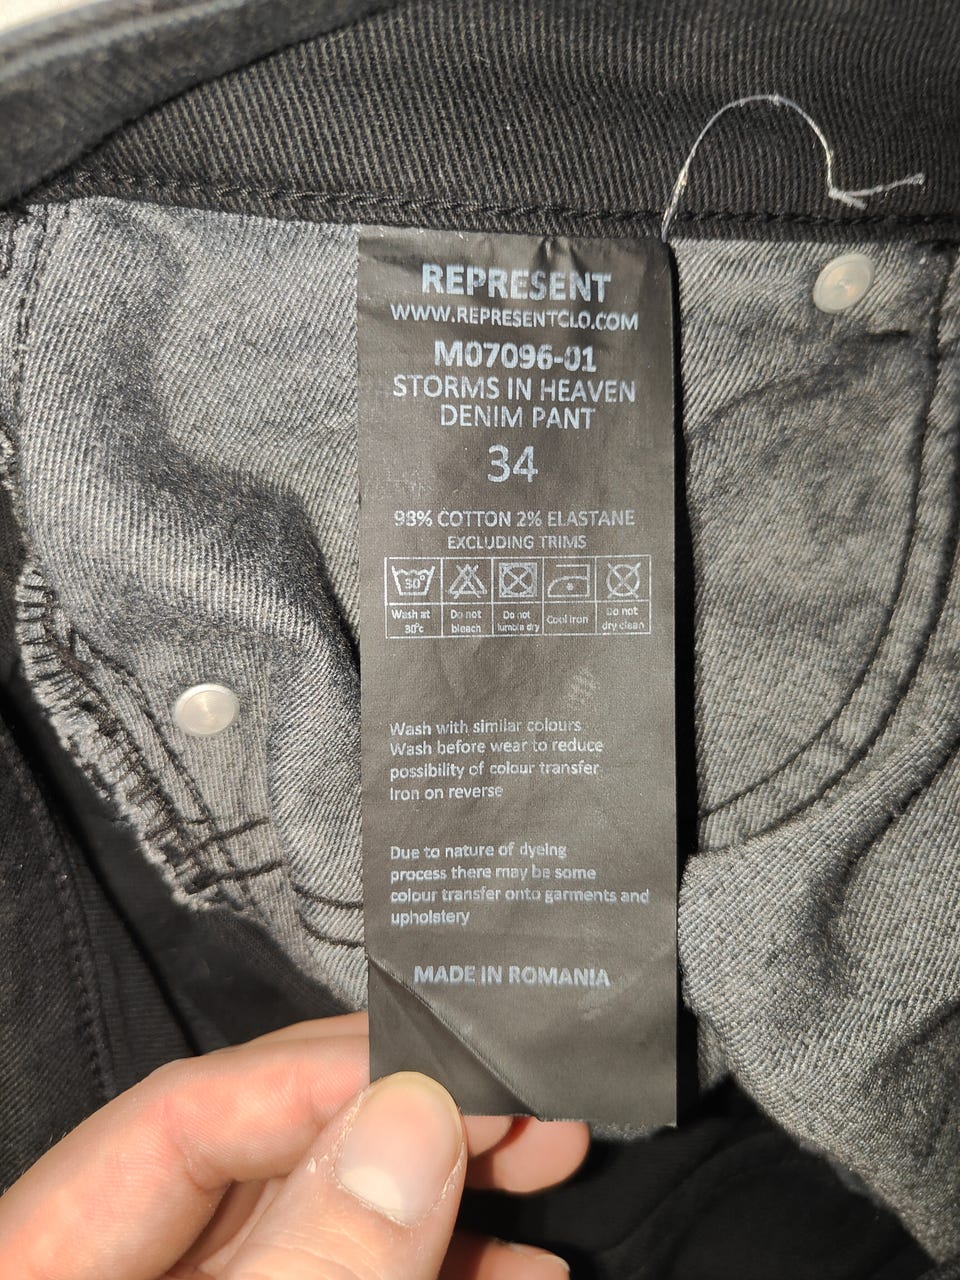 REPRESENT
WWW.REPRESENTCLO.COM
M07096-01
STORMS IN HEAVEN
DENIM PANT
34
98% COTTON 2% ELASTANE
EXCLUDING TRIMS
30°
Wash at 30°c
Do not bleach
Do not tumble dry
Cool iron
Do not dry clean
Wash with similar colours
Wash before wear to reduce
possibility of colour transfer
Iron on reverse
Due to nature of dyeing
process there may be some
colour transfer onto garments and
upholstery
MADE IN ROMANIA